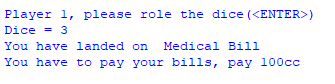 Player 1, please role the dice(<ENTER>)
Dice = 3
You have landed on  Medical Bill
You have to pay your bills, pay 100cc